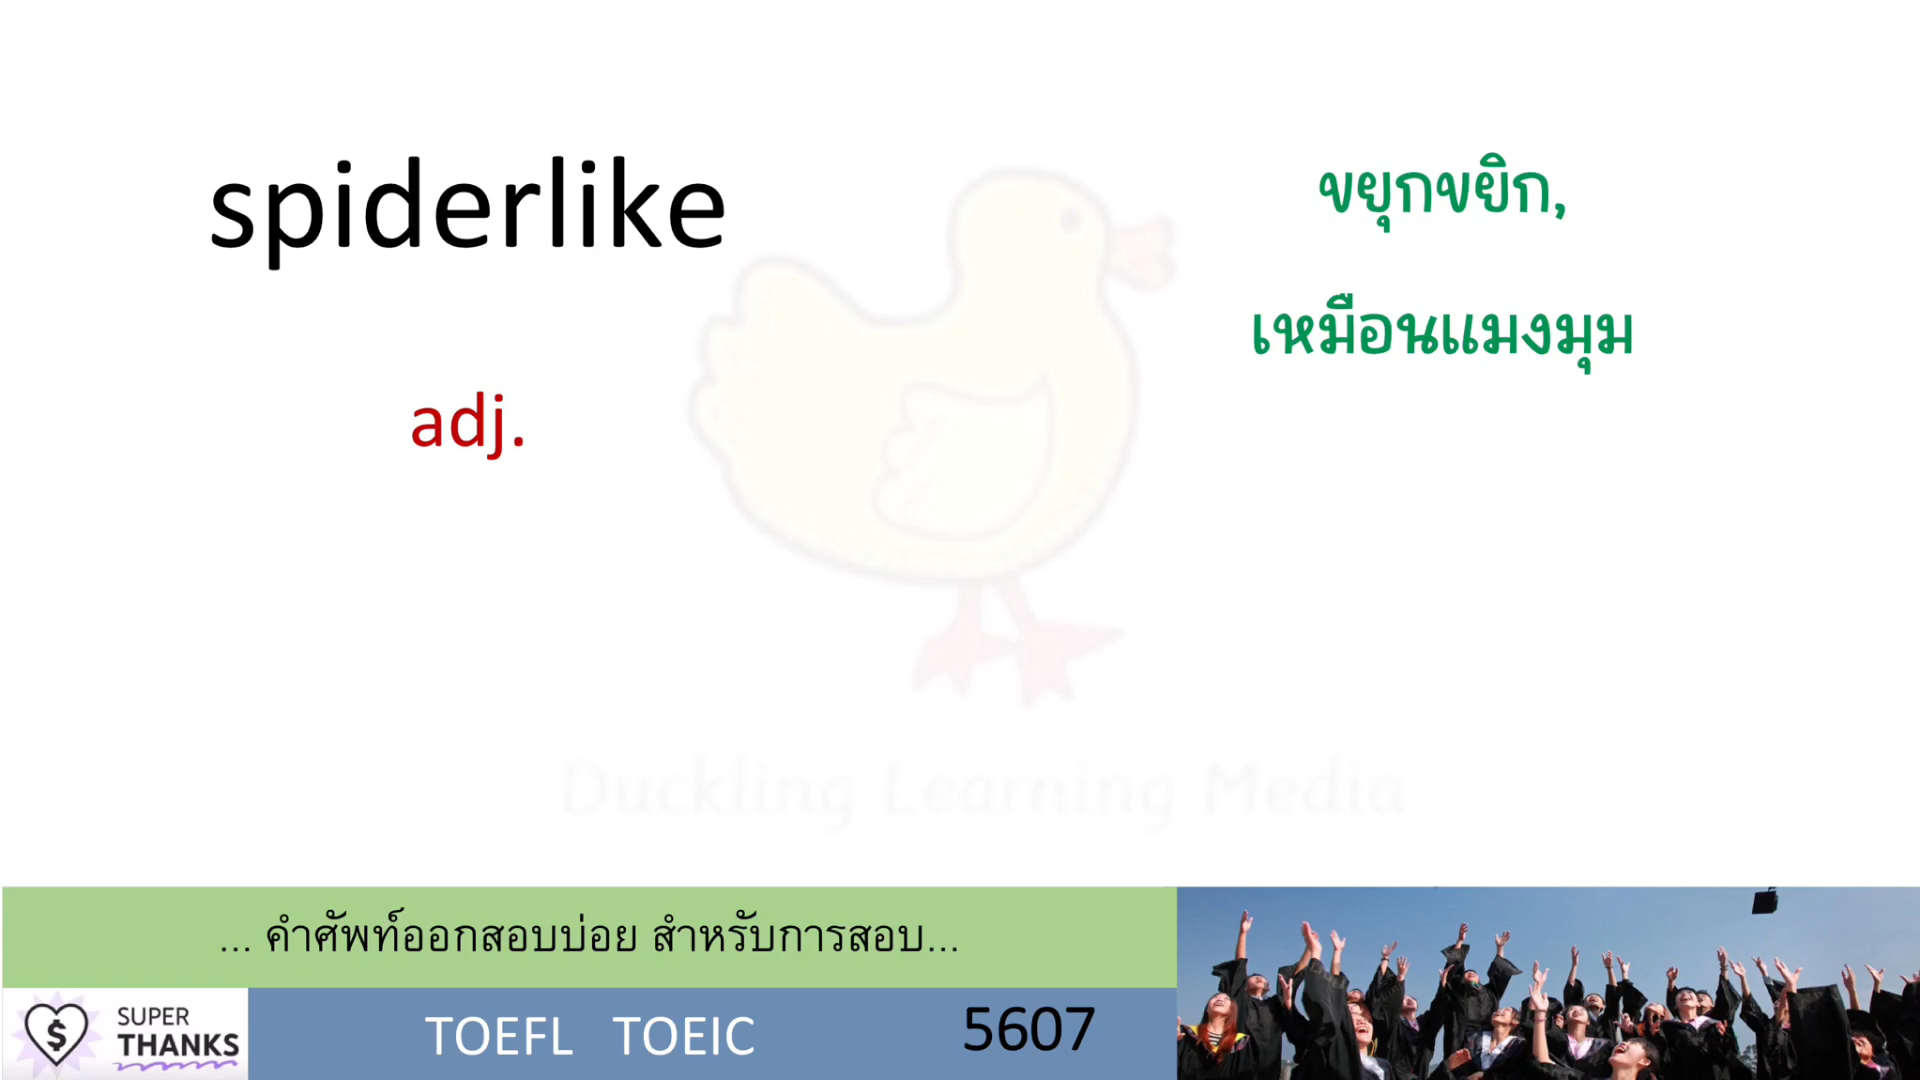 spiderlike
adj.
ขยุกขยิก,
เหมือนแมงมุม
Duckling Learning Media
... คำศัพท์ออกสอบบ่อย สำหรับการสอบ...
SUPER
THANKS
$
TOEFL TOEIC
5607